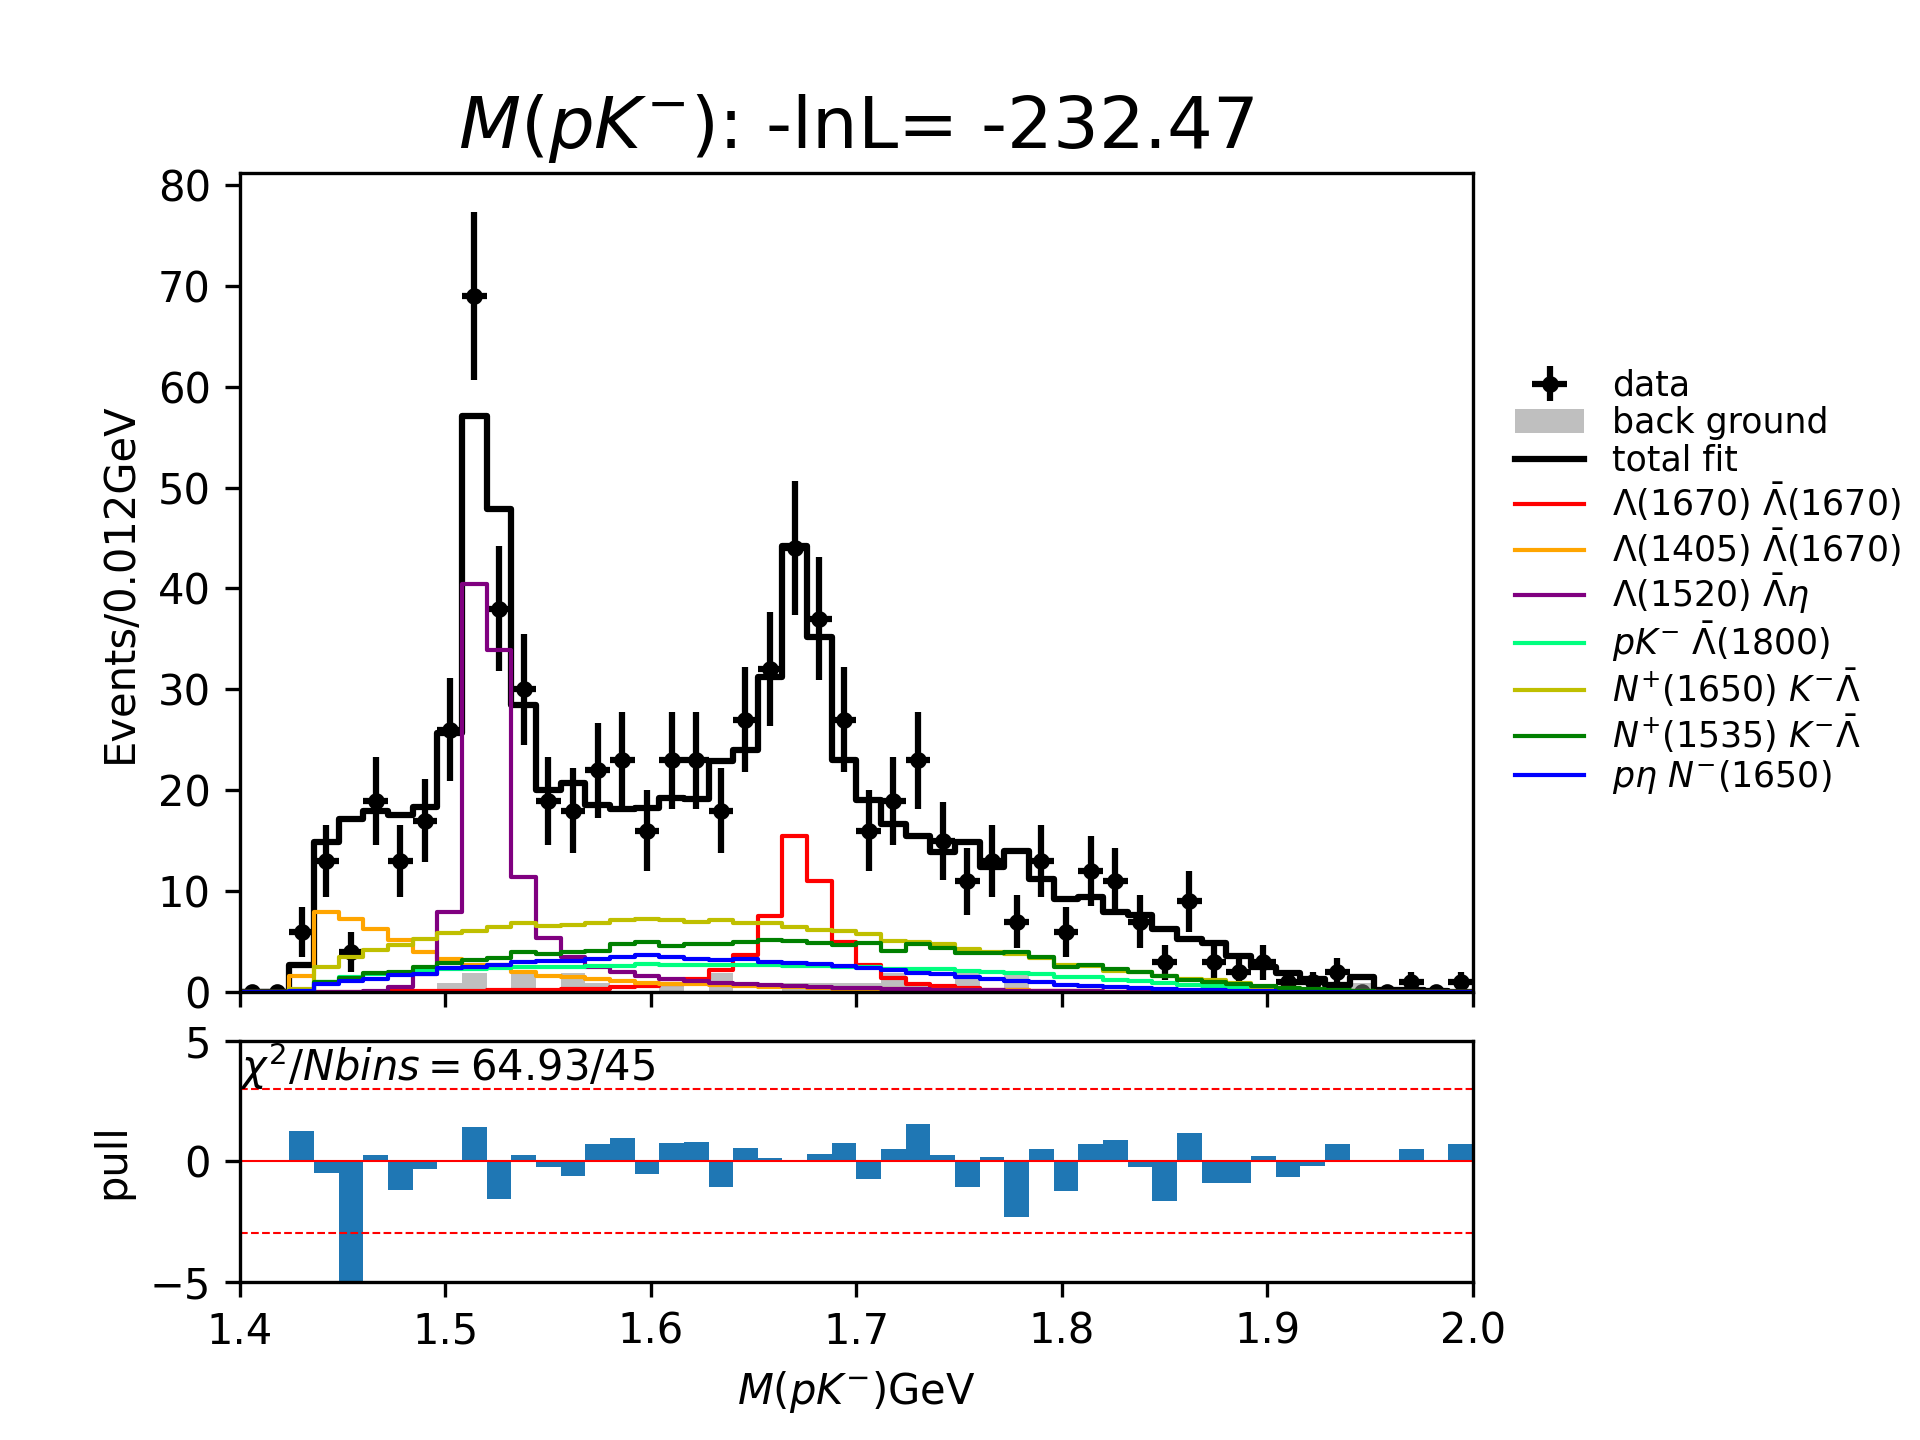 M(pK⁻): -lnL= -232.47
80
70
60
50
40
30
20
10
0
Events/0.012GeV
data
back ground
total fit
Λ(1670) Λ̄(1670)
Λ(1405) Λ̄(1670)
Λ(1520) Λ̄η
pK⁻ Λ̄(1800)
N⁺(1650) K⁻Λ̄
N⁺(1535) K⁻Λ̄
pη N⁻(1650)
χ²/Nbins = 64.93/45
5
0
−5
pull
1.4 1.5 1.6 1.7 1.8 1.9 2.0
M(pK⁻)GeV